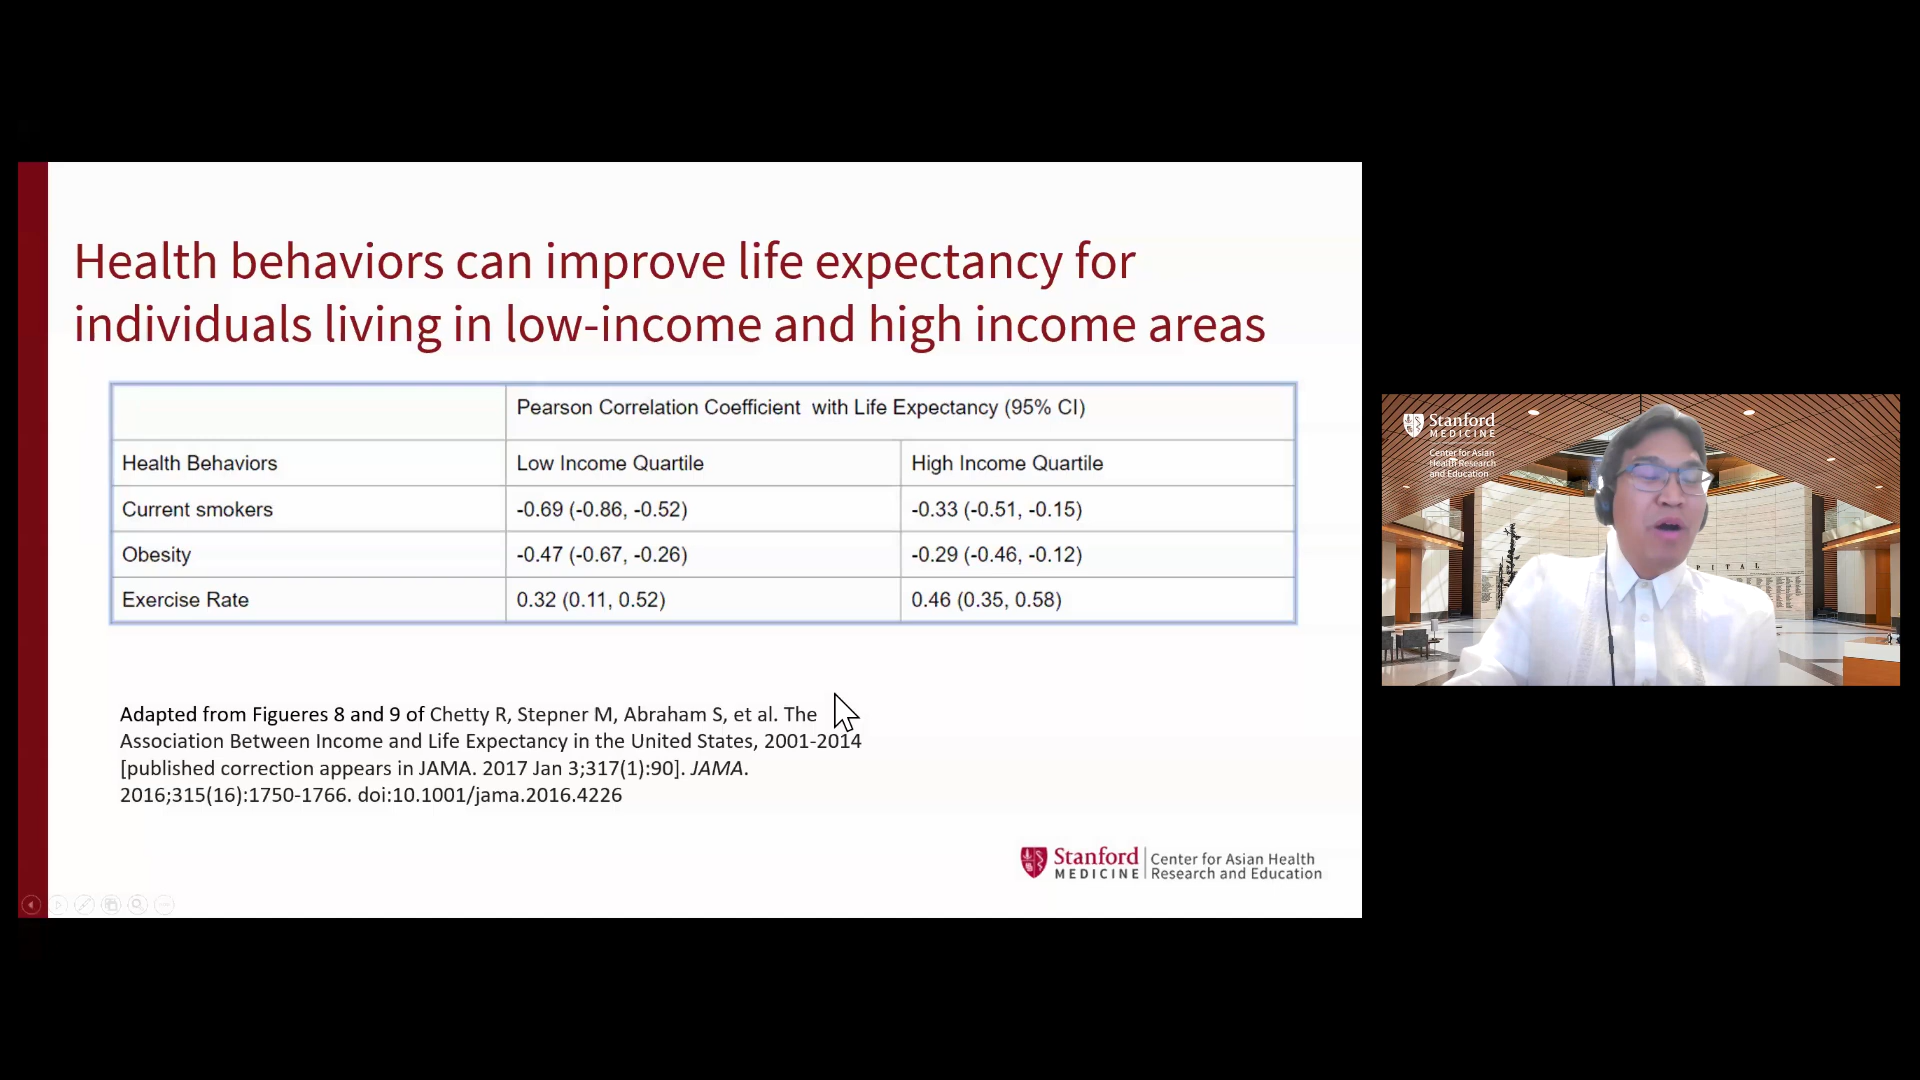 Health behaviors can improve life expectancy for
individuals living in low-income and high income areas
Pearson Correlation Coefficient with Life Expectancy (95% CI)
Health Behaviors Low Income Quartile High Income Quartile
Current smokers -0.69 (-0.86, -0.52) -0.33 (-0.51, -0.15)
Obesity -0.47 (-0.67, -0.26) -0.29 (-0.46, -0.12)
Exercise Rate 0.32 (0.11, 0.52) 0.46 (0.35, 0.58)
Adapted from Figueres 8 and 9 of Chetty R, Stepner M, Abraham S, et al. The
Association Between Income and Life Expectancy in the United States, 2001-2014
[published correction appears in JAMA. 2017 Jan 3;317(1):90]. JAMA.
2016;315(16):1750-1766. doi:10.1001/jama.2016.4226
Stanford
MEDICINE
Center for Asian Health
Research and Education
Stanford
MEDICINE
Center for Asian
Health Research
and Education
PITAL